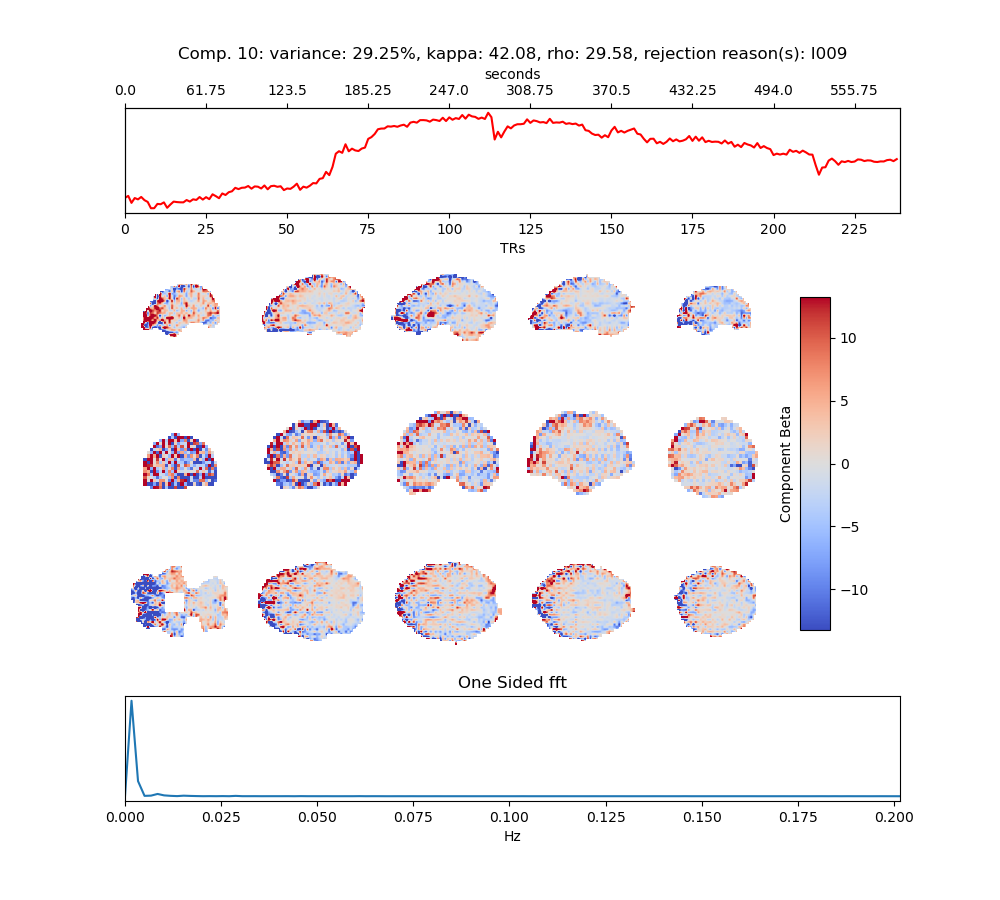 Comp. 10: variance: 29.25%, kappa: 42.08, rho: 29.58, rejection reason(s): I009
seconds
0.0 61.75 123.5 185.25 247.0 308.75 370.5 432.25 494.0 555.75
0 25 50 75 100 125 150 175 200 225
TRs
10
5
0
−5
−10
Component Beta
One Sided fft
0.000 0.025 0.050 0.075 0.100 0.125 0.150 0.175 0.200
Hz